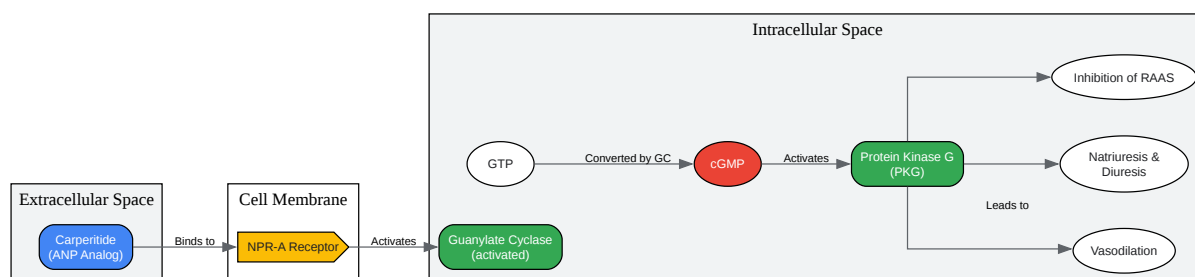 Intracellular Space
Inhibition of RAAS
GTP
Converted by GC
cGMP
Activates
Protein Kinase G
(PKG)
Natriuresis &
Diuresis
Leads to
Vasodilation
Extracellular Space
Carperitide
(ANP Analog)
Binds to
Cell Membrane
NPR-A Receptor
Activates
Guanylate Cyclase
(activated)